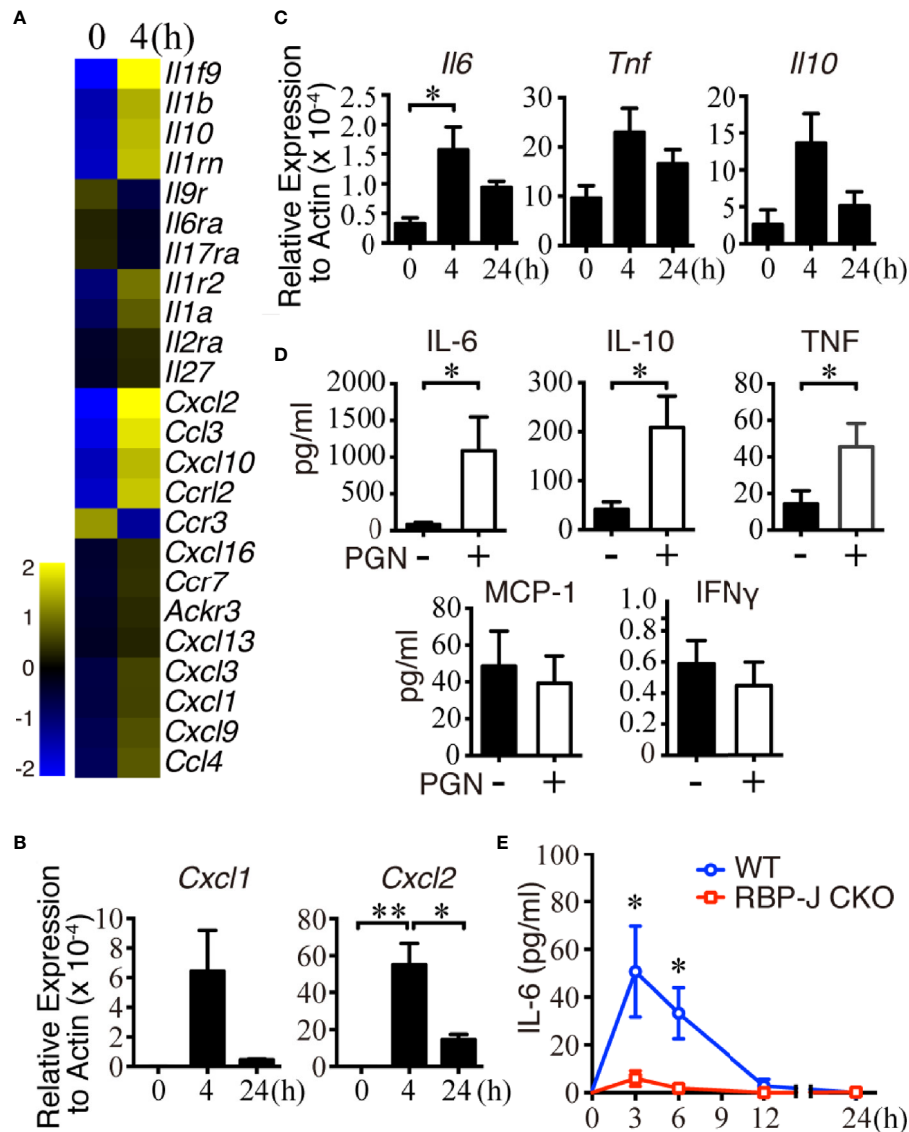 A
0 4(h)
Il1f9
Il1b
Il10
Il1rn
Il9r
Il6ra
Il17ra
Il1r2
Il1a
Il2ra
Il27
Cxcl2
Ccl3
Cxcl10
Ccrl2
Ccr3
Cxcl16
Ccr7
Ackr3
Cxcl13
Cxcl3
Cxcl1
Cxcl9
Ccl4
2
1
0
-1
-2
B
Relative Expression
to Actin (x 10⁻⁴)
Cxcl1
10
8
6
4
2
0
0 4 24(h)
Cxcl2
** *
80
60
40
20
0
0 4 24(h)
C
Relative Expression
to Actin (x 10⁻⁴)
Il6
*
2.5
2.0
1.5
1.0
0.5
0
0 4 24(h)
Tnf
30
20
10
0
0 4 24(h)
Il10
20
15
10
5
0
0 4 24(h)
D
IL-6
*
pg/ml
2000
1500
1000
500
0
PGN - +
IL-10
*
300
200
100
0
- +
TNF
*
80
60
40
20
0
- +
MCP-1
pg/ml
80
60
40
20
0
PGN - +
IFNγ
1.0
0.8
0.6
0.4
0.2
0
- +
E
IL-6 (pg/ml)
100
80
60
40
20
0
WT
RBP-J CKO
*
*
0 3 6 9 12 24(h)